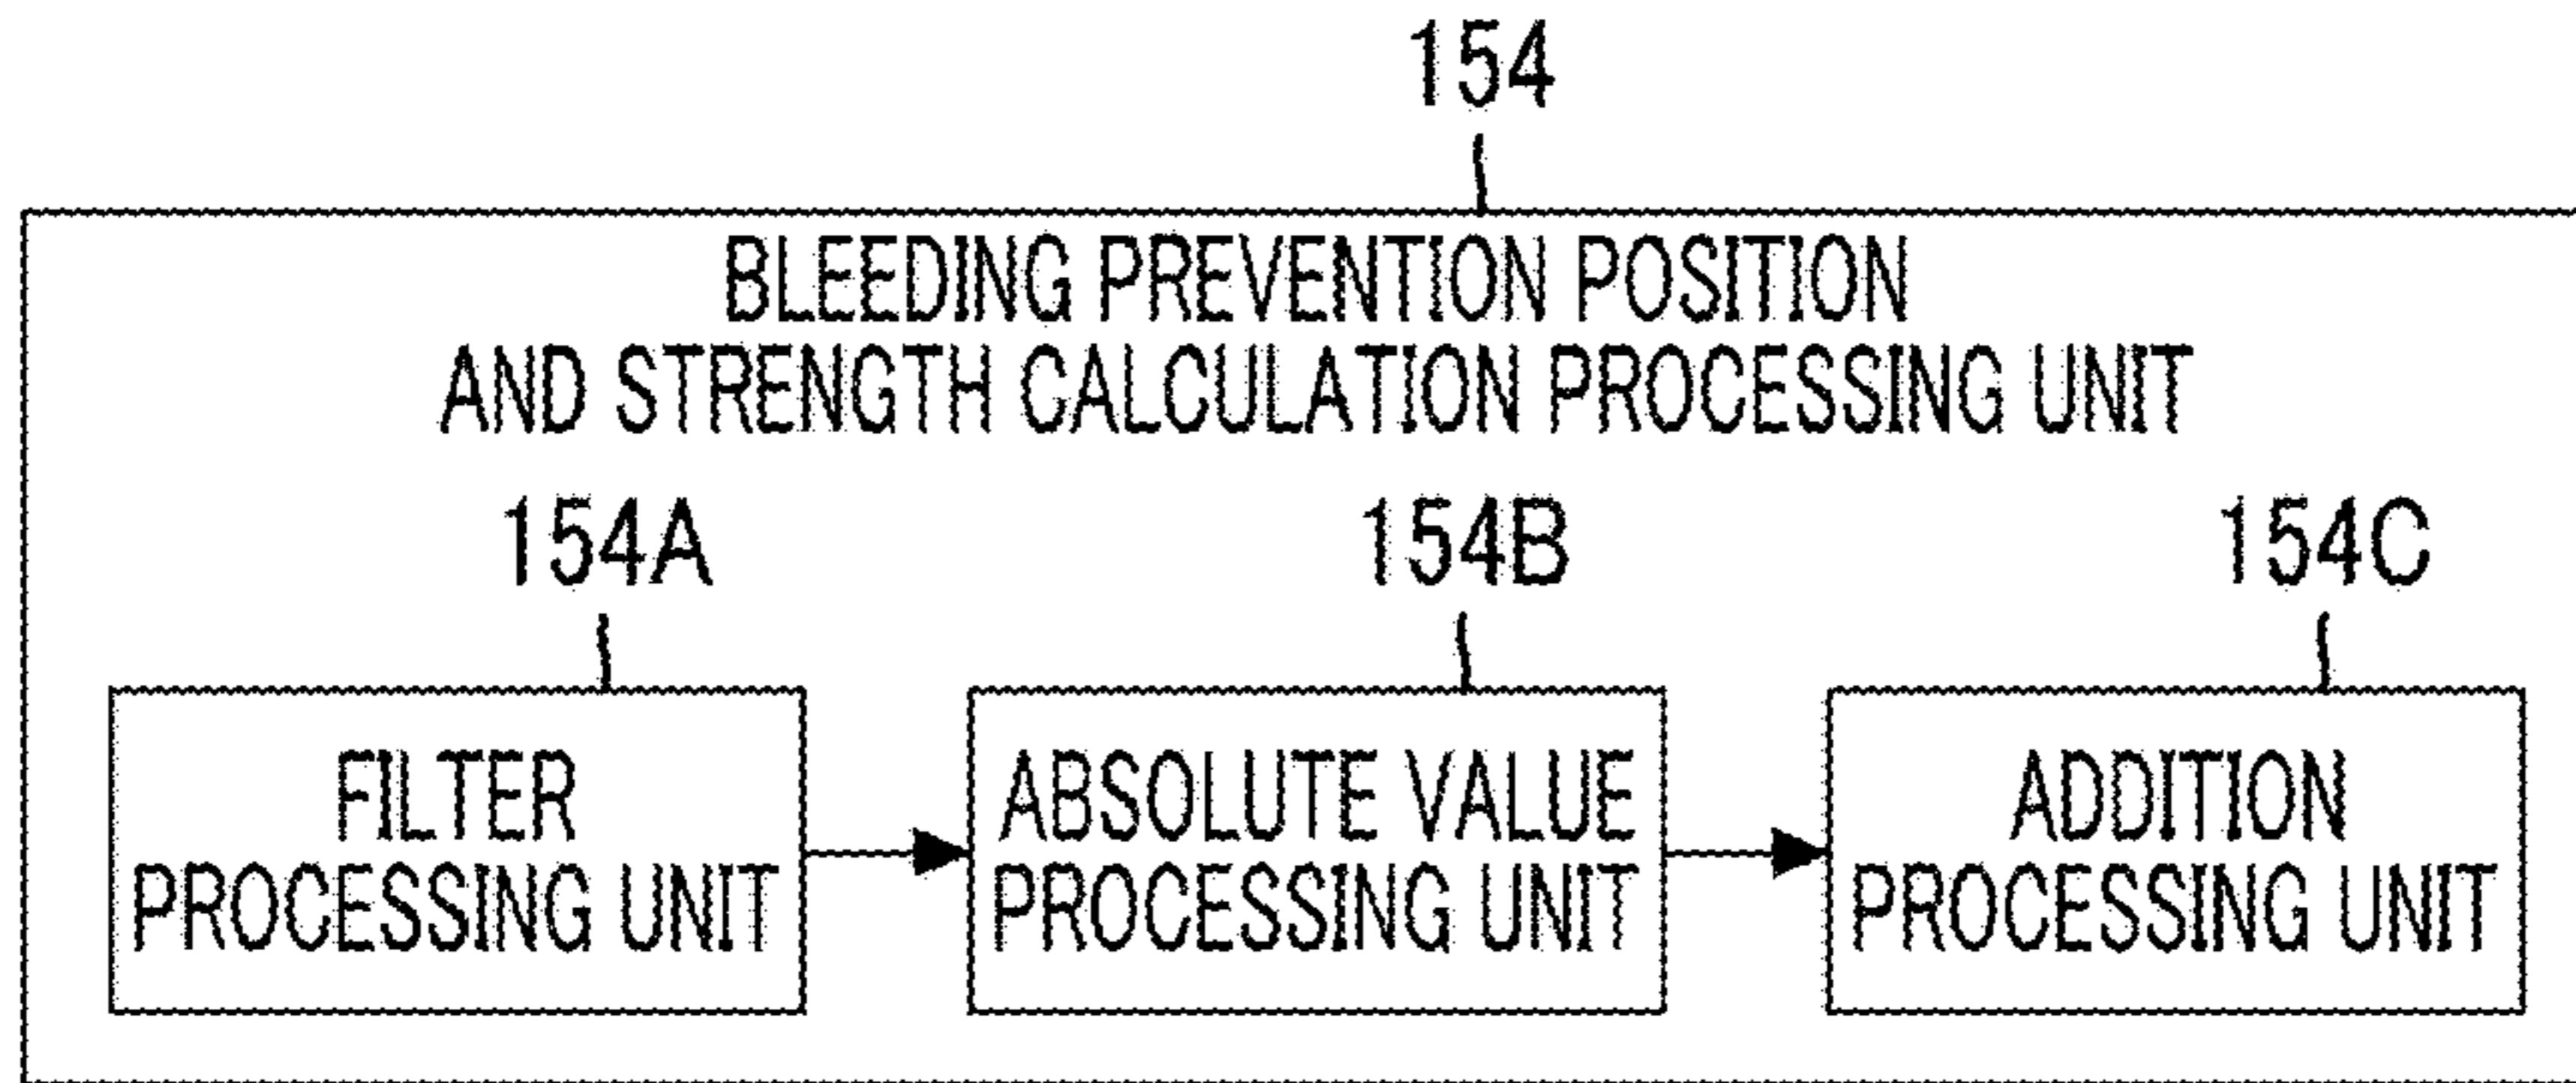 154
BLEEDING PREVENTION POSITION
AND STRENGTH CALCULATION PROCESSING UNIT
154A
154B
154C
FILTER
PROCESSING UNIT
ABSOLUTE VALUE
PROCESSING UNIT
ADDITION
PROCESSING UNIT